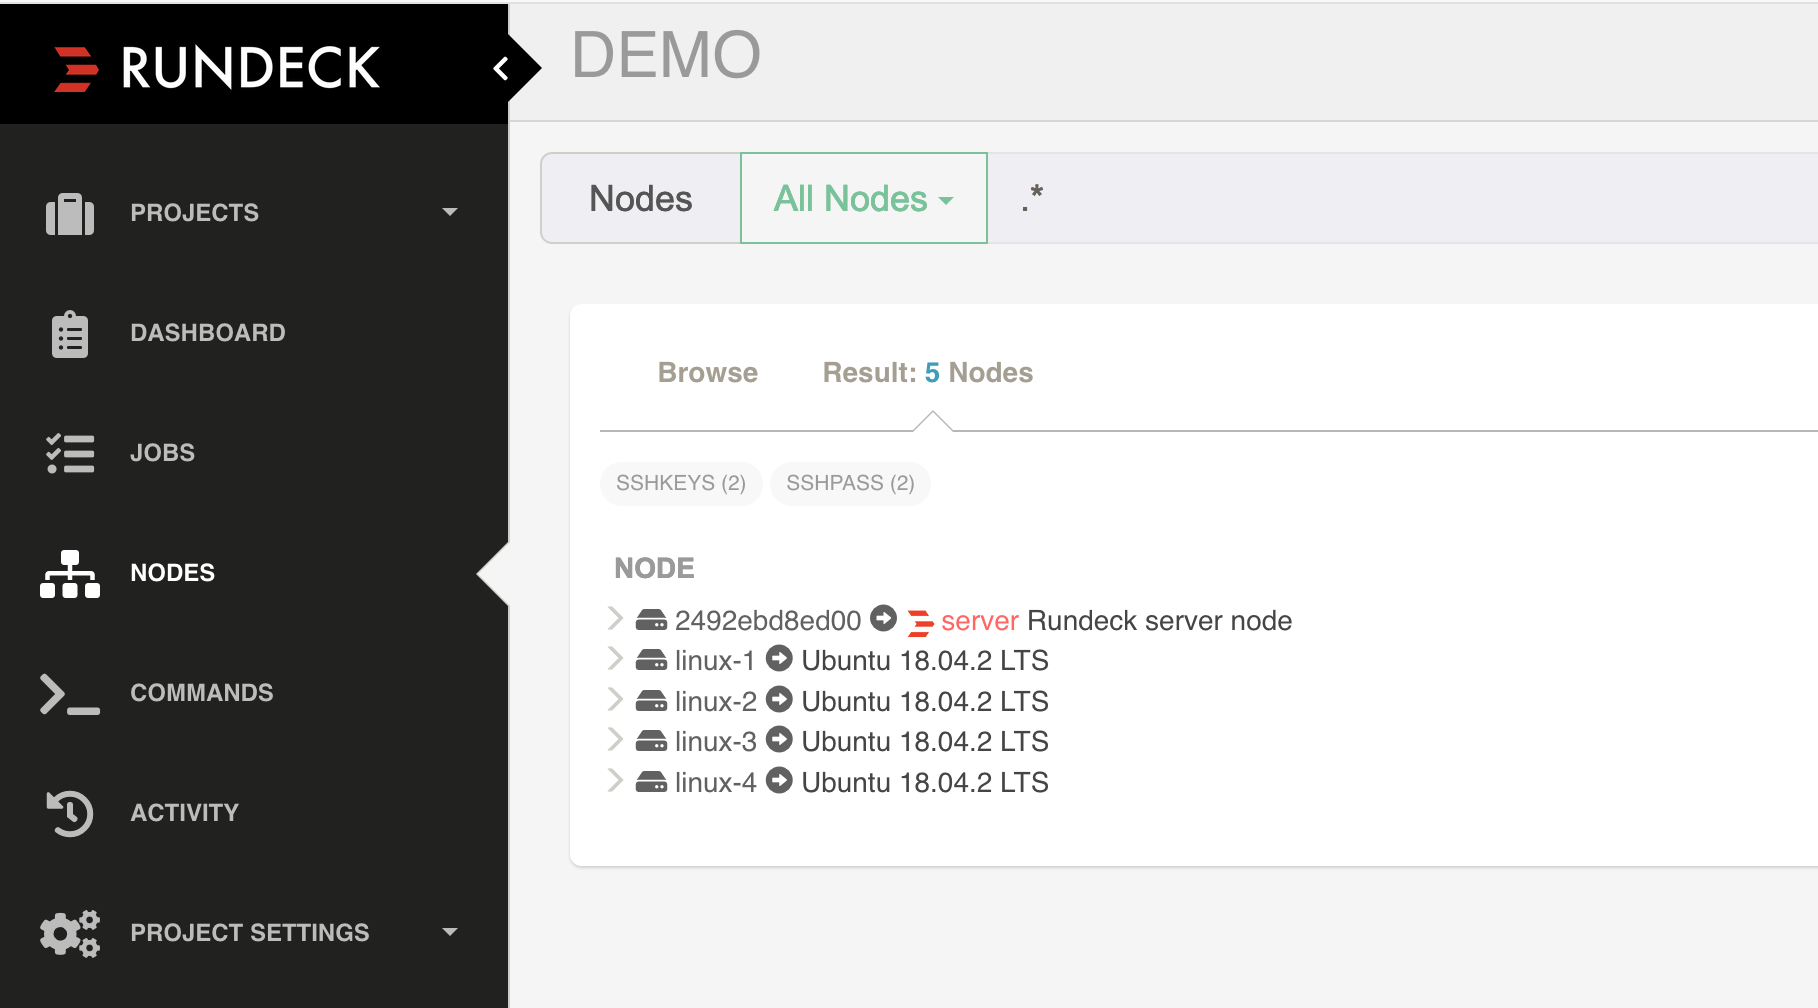 RUNDECK
DEMO
PROJECTS
DASHBOARD
JOBS
NODES
COMMANDS
ACTIVITY
PROJECT SETTINGS
Nodes All Nodes .*
Browse Result: 5 Nodes
SSHKEYS (2) SSHPASS (2)
NODE
2492ebd8ed00 server Rundeck server node
linux-1 Ubuntu 18.04.2 LTS
linux-2 Ubuntu 18.04.2 LTS
linux-3 Ubuntu 18.04.2 LTS
linux-4 Ubuntu 18.04.2 LTS